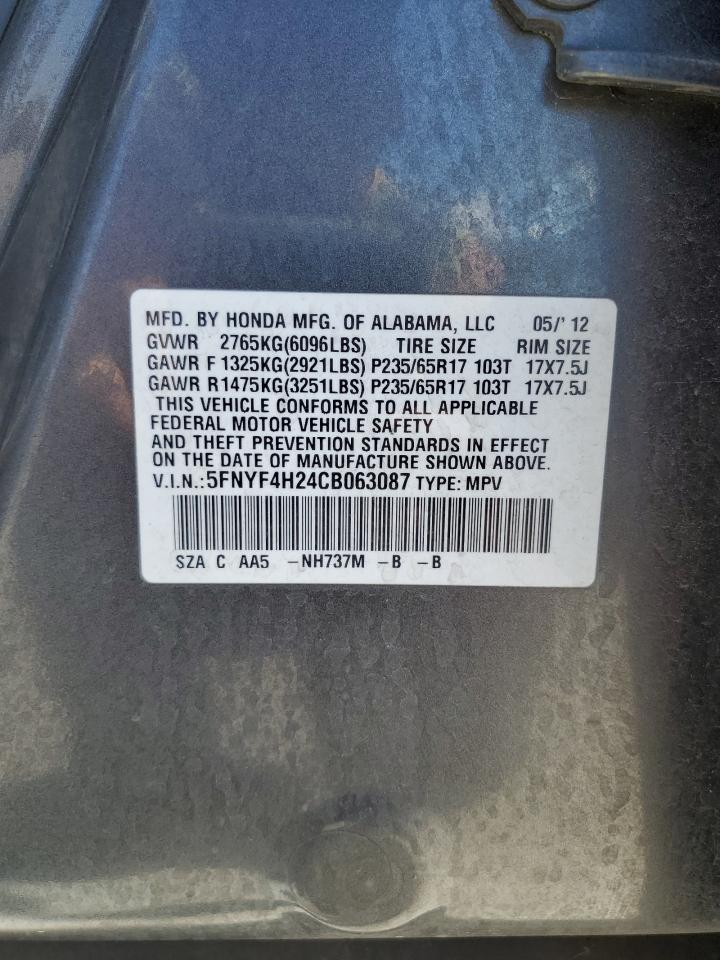 MFD. BY HONDA MFG. OF ALABAMA, LLC 05/' 12
GVWR 2765KG(6096LBS) TIRE SIZE RIM SIZE
GAWR F 1325KG(2921LBS) P235/65R17 103T 17X7.5J
GAWR R1475KG(3251LBS) P235/65R17 103T 17X7.5J
THIS VEHICLE CONFORMS TO ALL APPLICABLE
FEDERAL MOTOR VEHICLE SAFETY
AND THEFT PREVENTION STANDARDS IN EFFECT
ON THE DATE OF MANUFACTURE SHOWN ABOVE.
V.I.N.:5FNYF4H24CB063087 TYPE: MPV
SZA C AA5 -NH737M -B -B